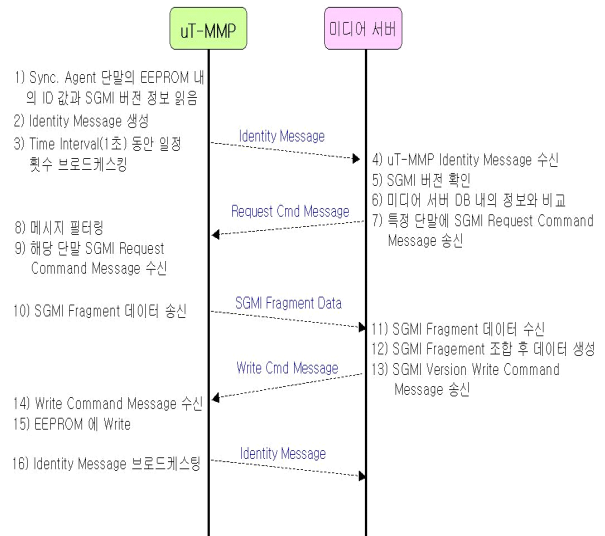 uT-MMP
미디어 서버
1) Sync. Agent 단말의 EEPROM 내
의 ID 값과 SGMI 버전 정보 읽음
2) Identity Message 생성
3) Time Interval(1초) 동안 일정
횟수 브로드케스킹
Identity Message
4) uT-MMP Identity Message 수신
5) SGMI 버전 확인
6) 미디어 서버 DB 내의 정보와 비교
7) 특정 단말에 SGMI Request Command
Message 송신
Request Cmd Message
8) 메시지 필터링
9) 해당 단말 SGMI Request
Command Message 수신
10) SGMI Fragment 데이터 송신
SGMI Fragment Data
11) SGMI Fragment 데이터 수신
12) SGMI Fragement 조합 후 데이터 생성
13) SGMI Version Write Command
Message 송신
Write Cmd Message
14) Write Command Message 수신
15) EEPROM 에 Write
16) Identity Message 브로드케스팅
Identity Message